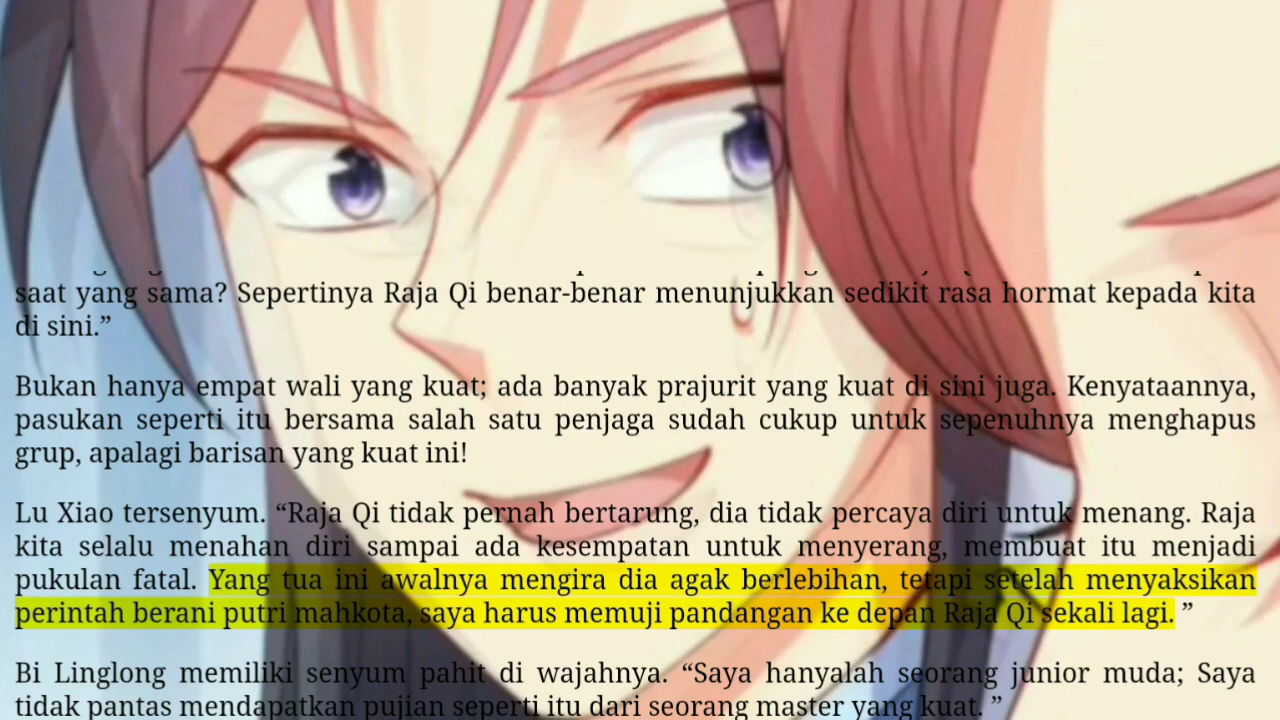 saat yang sama? Sepertinya Raja Qi benar-benar menunjukkan sedikit rasa hormat kepada kita
di sini.”
Bukan hanya empat wali yang kuat; ada banyak prajurit yang kuat di sini juga. Kenyataannya,
pasukan seperti itu bersama salah satu penjaga sudah cukup untuk sepenuhnya menghapus
grup, apalagi barisan yang kuat ini!
Lu Xiao tersenyum. “Raja Qi tidak pernah bertarung, dia tidak percaya diri untuk menang. Raja
kita selalu menahan diri sampai ada kesempatan untuk menyerang, membuat itu menjadi
pukulan fatal. Yang tua ini awalnya mengira dia agak berlebihan, tetapi setelah menyaksikan
perintah berani putri mahkota, saya harus memuji pandangan ke depan Raja Qi sekali lagi. ”
Bi Linglong memiliki senyum pahit di wajahnya. “Saya hanyalah seorang junior muda; Saya
tidak pantas mendapatkan pujian seperti itu dari seorang master yang kuat. ”